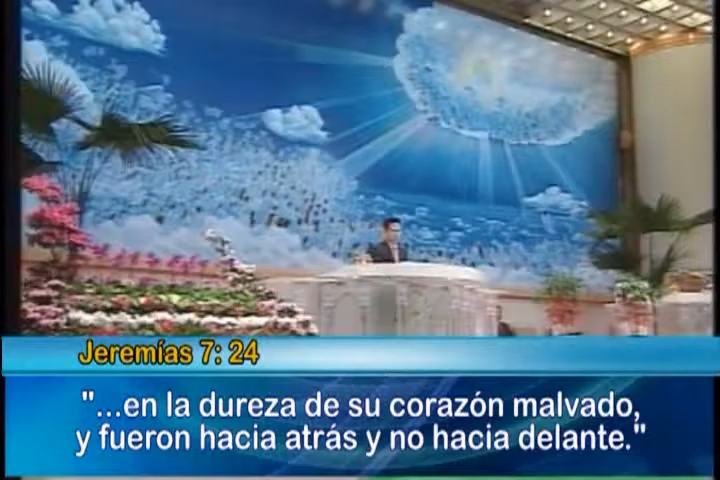 Jeremías 7: 24
"...en la dureza de su corazón malvado,
y fueron hacia atrás y no hacia delante."